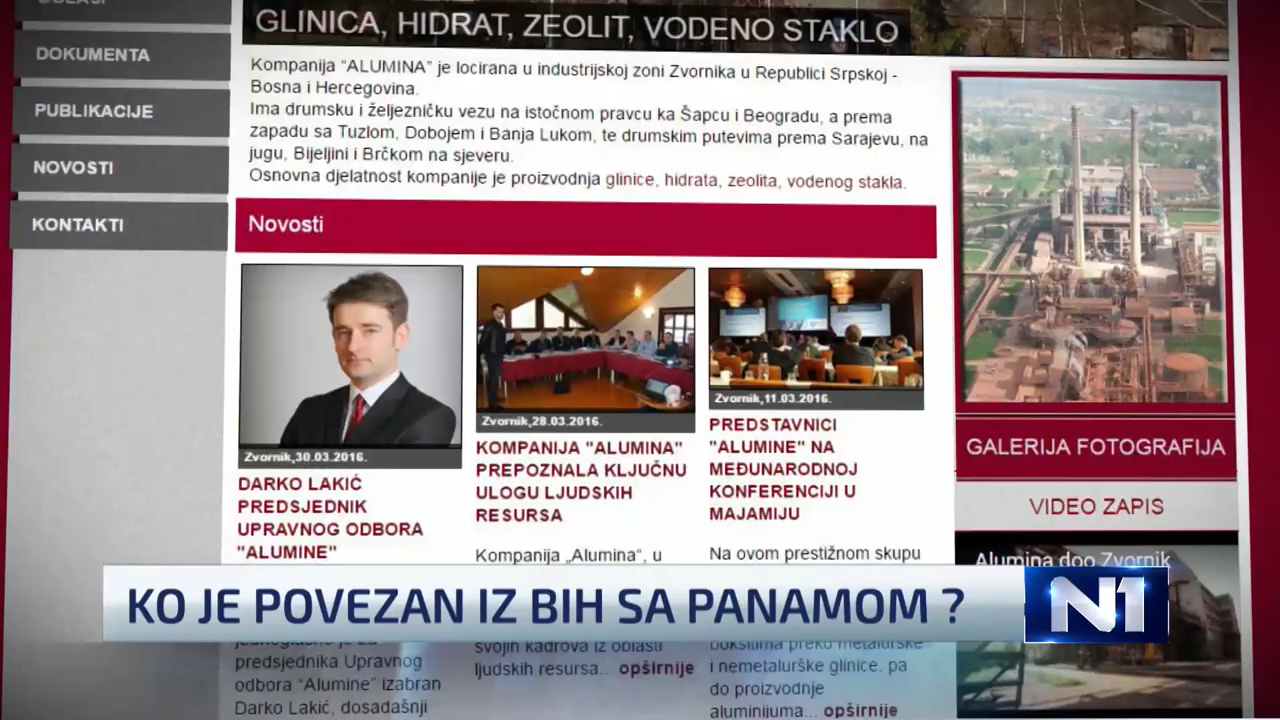 OGLASI
DOKUMENTA
PUBLIKACIJE
NOVOSTI
KONTAKTI
GLINICA, HIDRAT, ZEOLIT, VODENO STAKLO
Kompanija “ALUMINA” je locirana u industrijskoj zoni Zvornika u Republici Srpskoj -
Bosna i Hercegovina.
Ima drumsku i željezničku vezu na istočnom pravcu ka Šapcu i Beogradu, a prema
zapadu sa Tuzlom, Dobojem i Banja Lukom, te drumskim putevima prema Sarajevu, na
jugu, Bijeljini i Brčkom na sjeveru.
Osnovna djelatnost kompanije je proizvodnja glinice, hidrata, zeolita, vodenog stakla.
Novosti
Zvornik,30.03.2016.
DARKO LAKIĆ
PREDSJEDNIK
UPRAVNOG ODBORA
"ALUMINE"
predsjednika Upravnog
odbora “Alumine” izabran
Darko Lakić, dosadašnji
Zvornik,28.03.2016.
KOMPANIJA "ALUMINA"
PREPOZNALA KLJUČNU
ULOGU LJUDSKIH
RESURSA
Kompanija „Alumina“, u
svojih kadrova iz oblasti
ljudskih resursa... opširnije
Zvornik,11.03.2016.
PREDSTAVNICI
"ALUMINE" NA
MEĐUNARODNOJ
KONFERENCIJI U
MAJAMIJU
Na ovom prestižnom skupu
boksituma preko metalurške
i nemetalurške glinice, pa
do proizvodnje
aluminijuma... opširnije
GALERIJA FOTOGRAFIJA
VIDEO ZAPIS
Alumina doo Zvornik
KO JE POVEZAN IZ BIH SA PANAMOM ?
N1